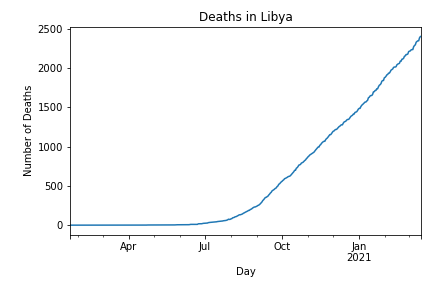 Deaths in Libya
2500
2000
1500
1000
500
0
Number of Deaths
Apr
Jul
Oct
Jan
2021
Day